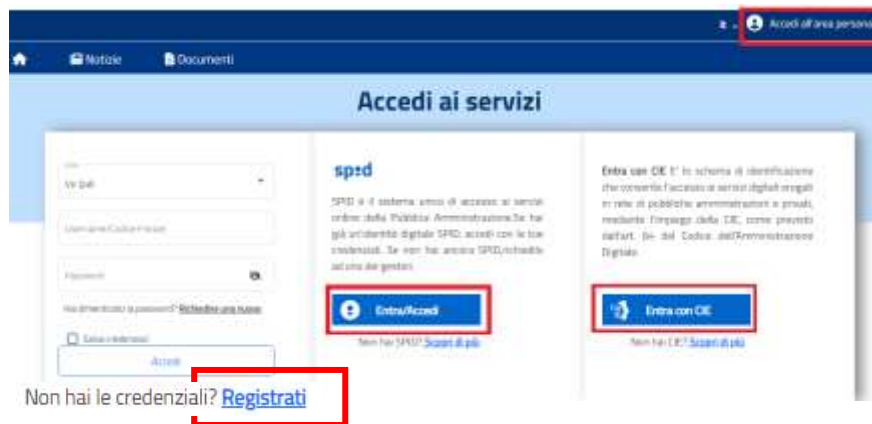 Accedi all'area persona
Notizie
Documenti
Accedi ai servizi
Username/Codice Fiscale
Password
Hai dimenticato la password? Richiedine una nuova
Salva credenziali
Accedi
Non hai le credenziali? Registrati
spid
SPID è il sistema unico di accesso ai servizi
online della Pubblica Amministrazione.Se hai
già un'identità digitale SPID, accedi con le tue
credenziali. Se non hai ancora SPID,richiedilo
ad uno dei gestori.
Entra/Accedi
Non hai SPID? Scopri di più
Entra con CIE E' lo schema di identificazione
che consente l'accesso ai servizi digitali erogati
in rete di pubbliche amministrazioni e privati,
mediante l'impiego della CIE, come previsto
dall'art. del Codice dell'Amministrazione
Digitale.
Entra con CIE
Non hai CIE? Scopri di più